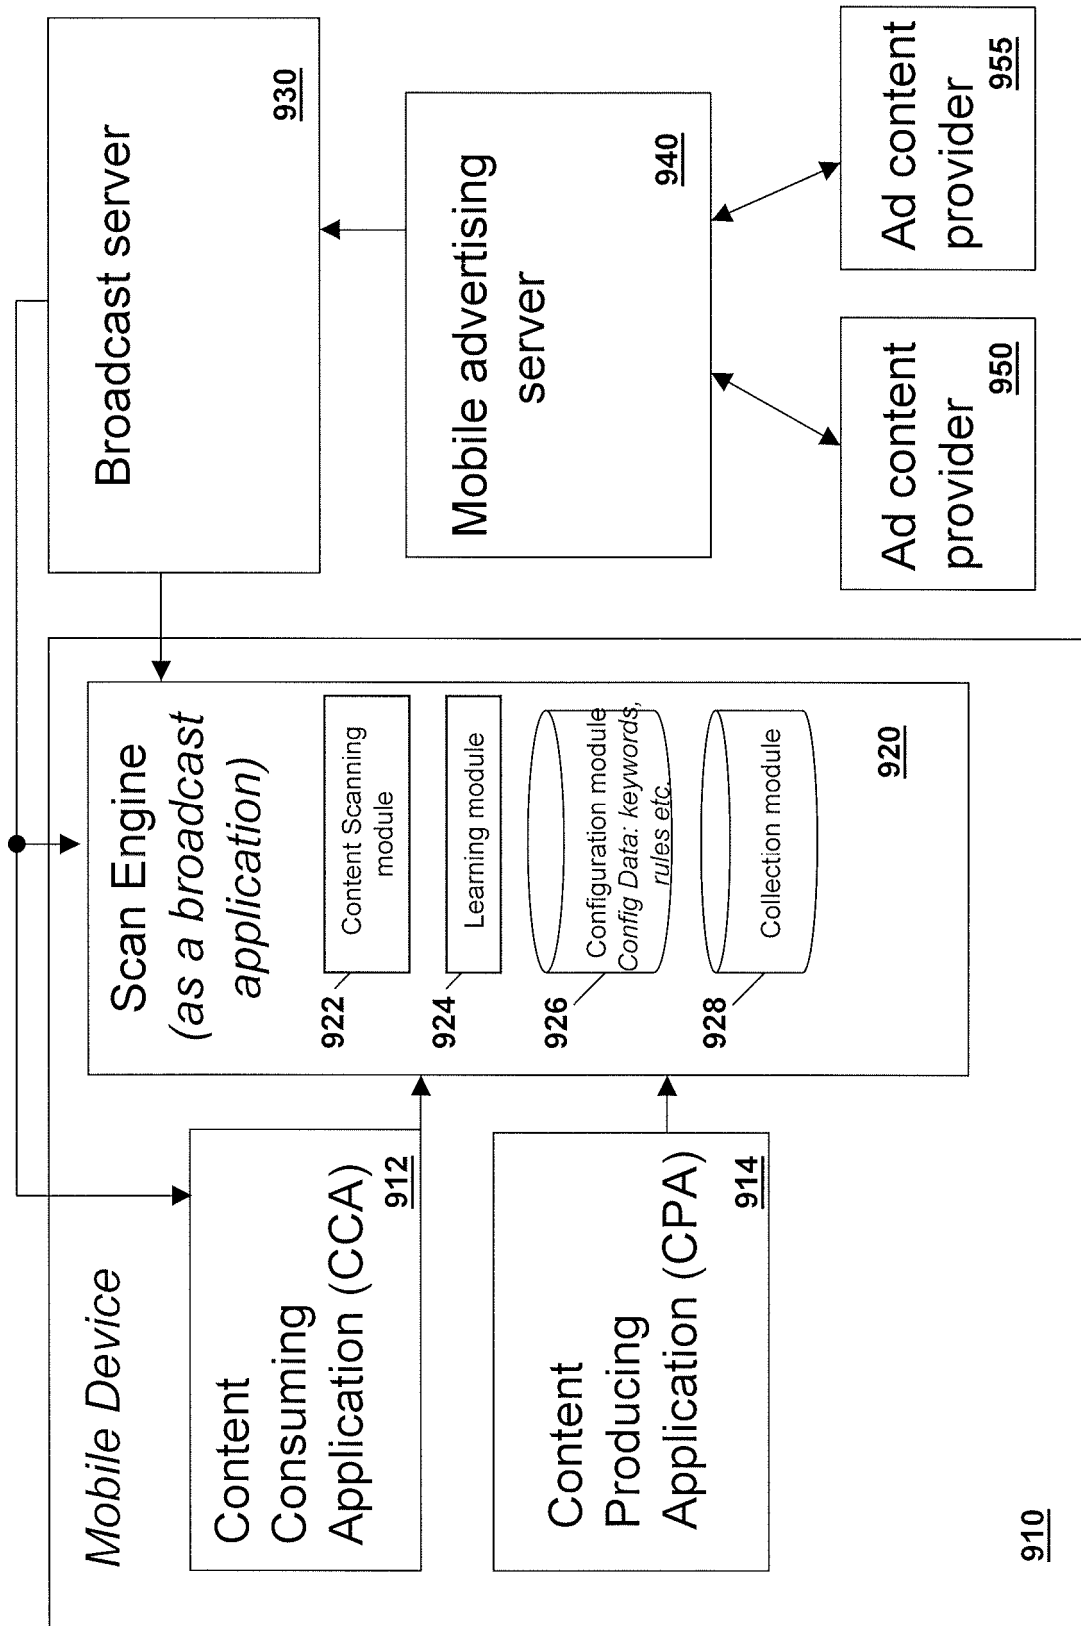 Mobile Device
Content
Consuming
Application (CCA)
912
Content
Producing
Application (CPA)
914
910
Scan Engine
(as a broadcast
application)
922
Content Scanning
module
924
Learning module
926
Configuration module
Config Data: keywords,
rules etc.
928
Collection module
920
Broadcast server
930
Mobile advertising
server
940
Ad content
provider
950
Ad content
provider
955